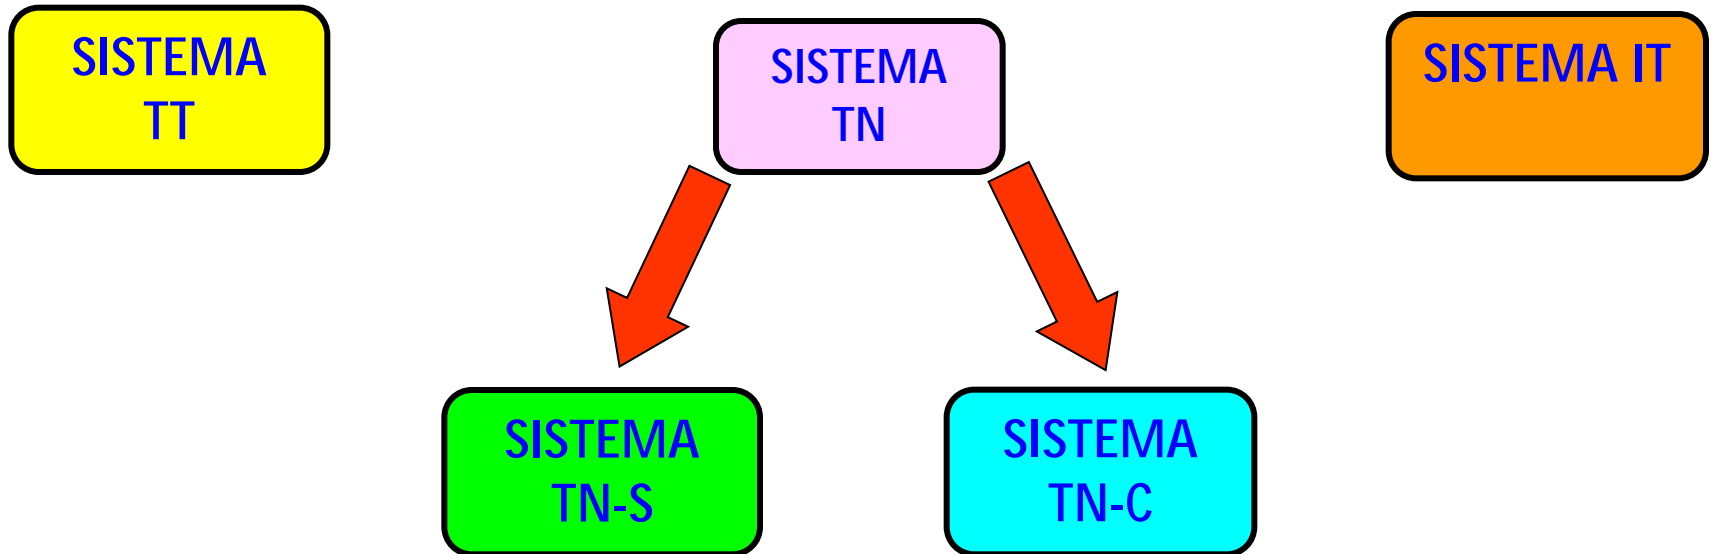 SISTEMA
TT
SISTEMA
TN
SISTEMA IT
SISTEMA
TN-S
SISTEMA
TN-C